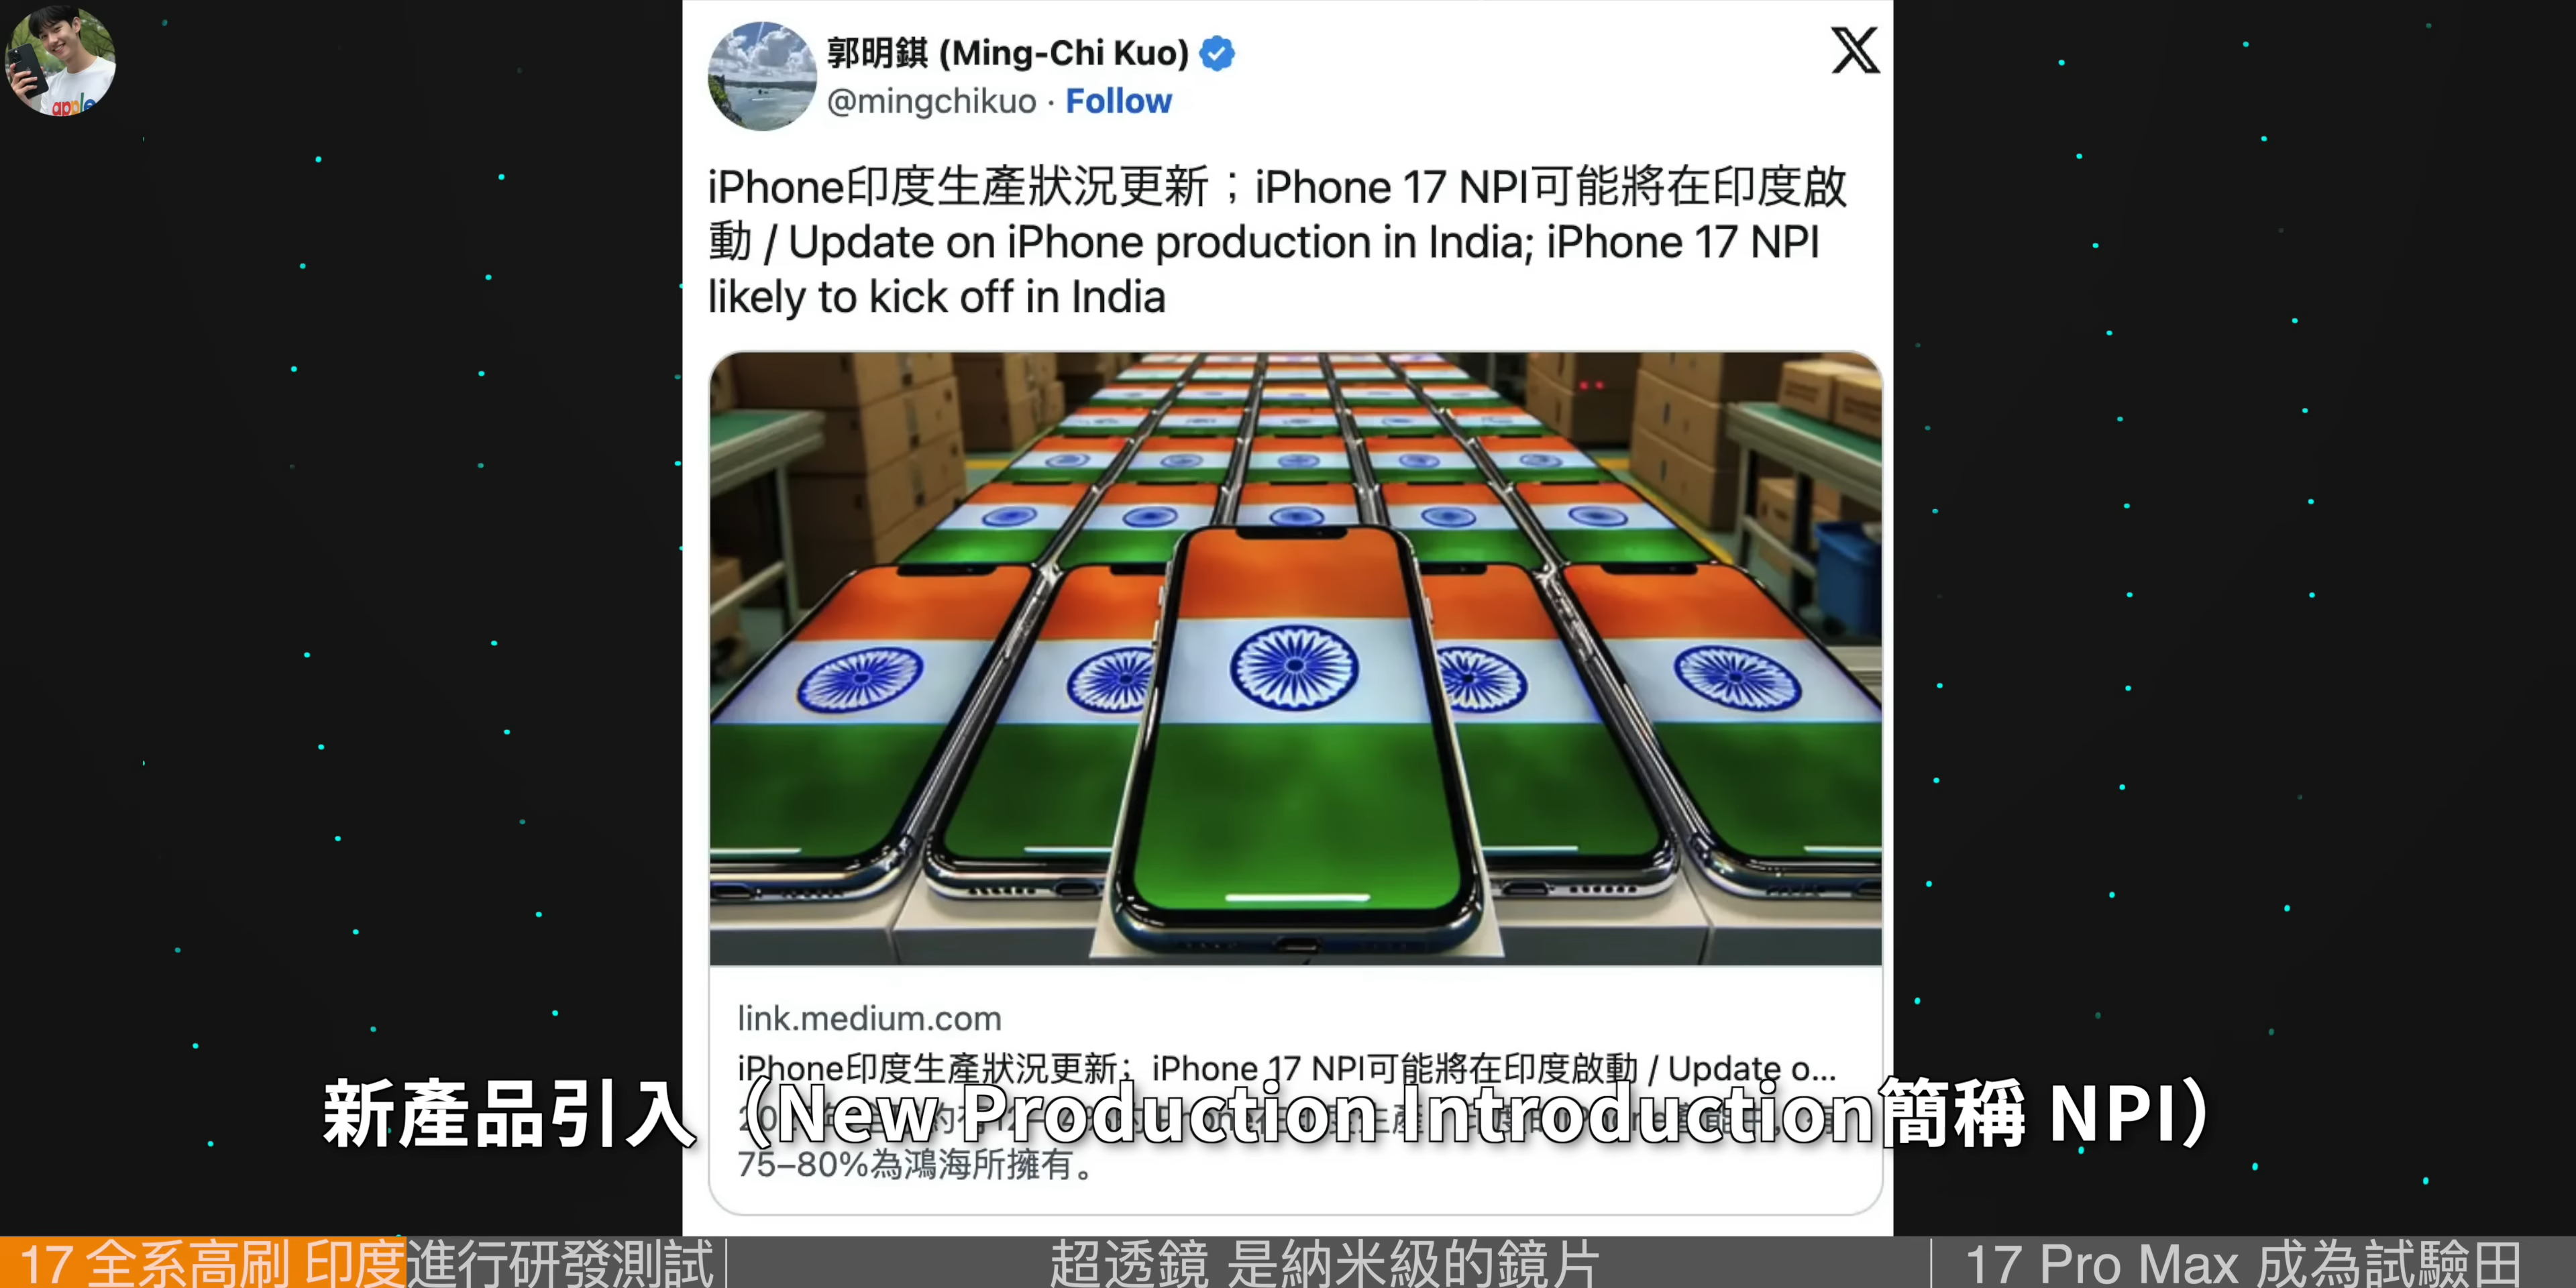 apple
郭明錤 (Ming-Chi Kuo)
@mingchikuo · Follow
iPhone印度生產狀況更新；iPhone 17 NPI可能將在印度啟
動 / Update on iPhone production in India; iPhone 17 NPI
likely to kick off in India
link.medium.com
iPhone印度生產狀況更新；iPhone 17 NPI可能將在印度啟動 / Update o...
75–80%為鴻海所擁有。
新產品引入（New Production Introduction簡稱 NPI）
17 全系高刷 印度進行研發測試
超透鏡 是納米級的鏡片
17 Pro Max 成為試驗田